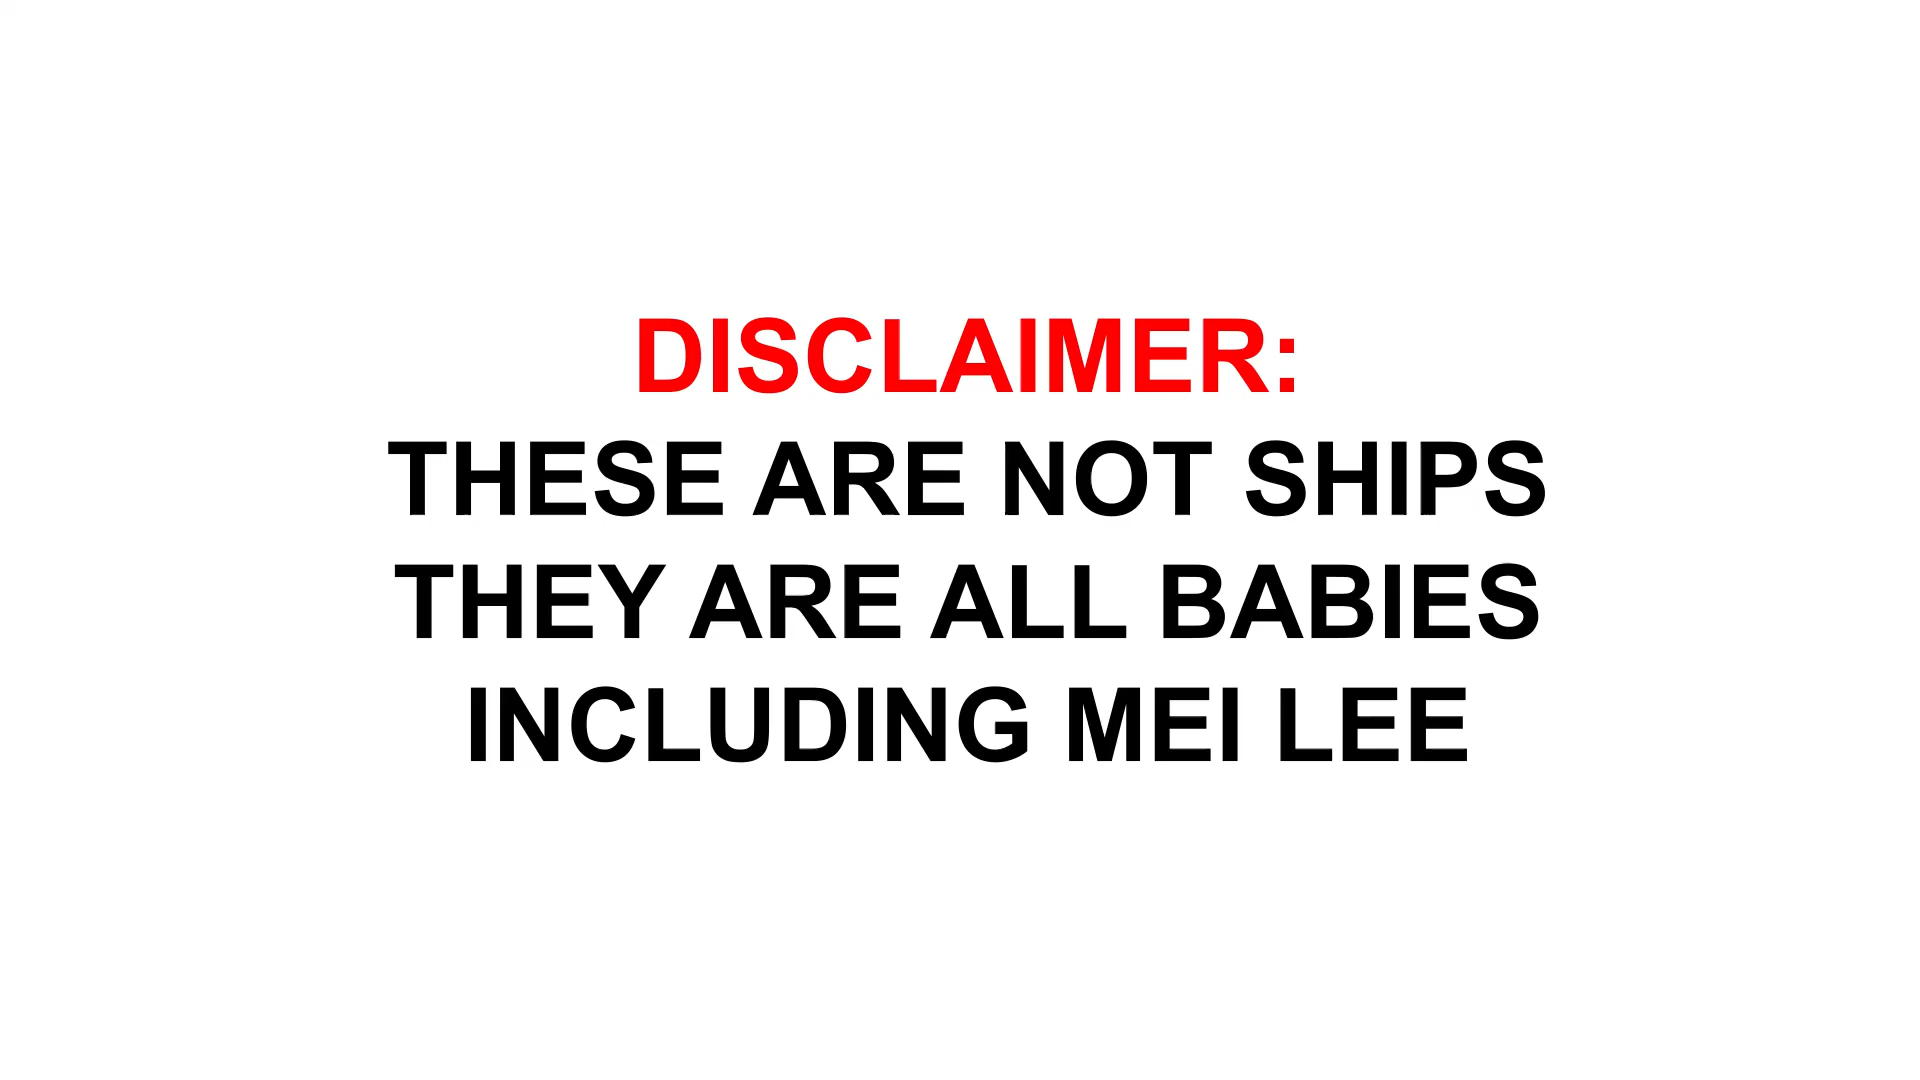 DISCLAIMER:
THESE ARE NOT SHIPS
THEY ARE ALL BABIES
INCLUDING MEI LEE